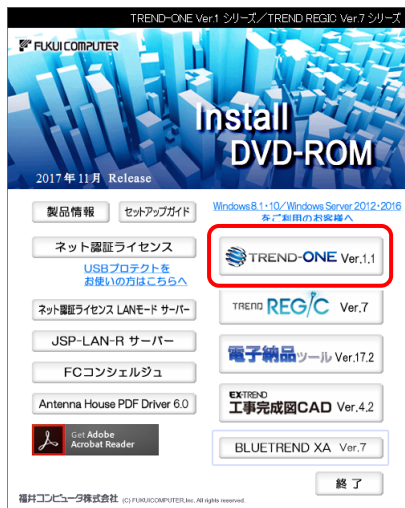 TREND-ONE Ver.1 シリーズ／TREND REGIC Ver.7 シリーズ
FUKUI COMPUTER
Install
DVD-ROM
2017年11月 Release
製品情報
セットアップガイド
Windows8.1・10／Windows Server 2012・2016
をご利用のお客様へ
ネット認証ライセンス
USBプロテクトを
お使いの方はこちらへ
TREND-ONE Ver.1.1
ネット認証ライセンス LANモード サーバー
TREND REGIC Ver.7
JSP-LAN-R サーバー
電子納品ツール Ver.17.2
FCコンシェルジュ
EX-TREND
工事完成図CAD Ver.4.2
Antenna House PDF Driver 6.0
Get Adobe
Acrobat Reader
BLUETREND XA Ver.7
終了
福井コンピュータ株式会社 (C) FUKUICOMPUTER,Inc. All rights reserved.